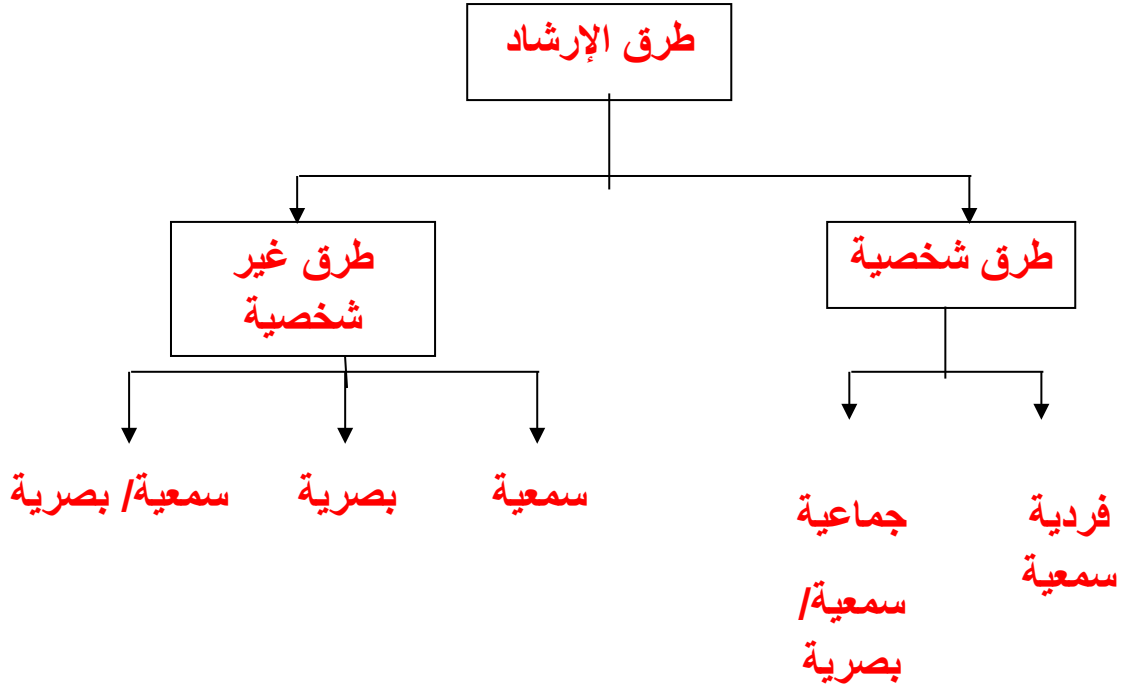 طرق الإرشاد
طرق شخصية
طرق غير
شخصية
فردية
سمعية
جماعية
سمعية/
بصرية
سمعية
بصرية
سمعية/ بصرية